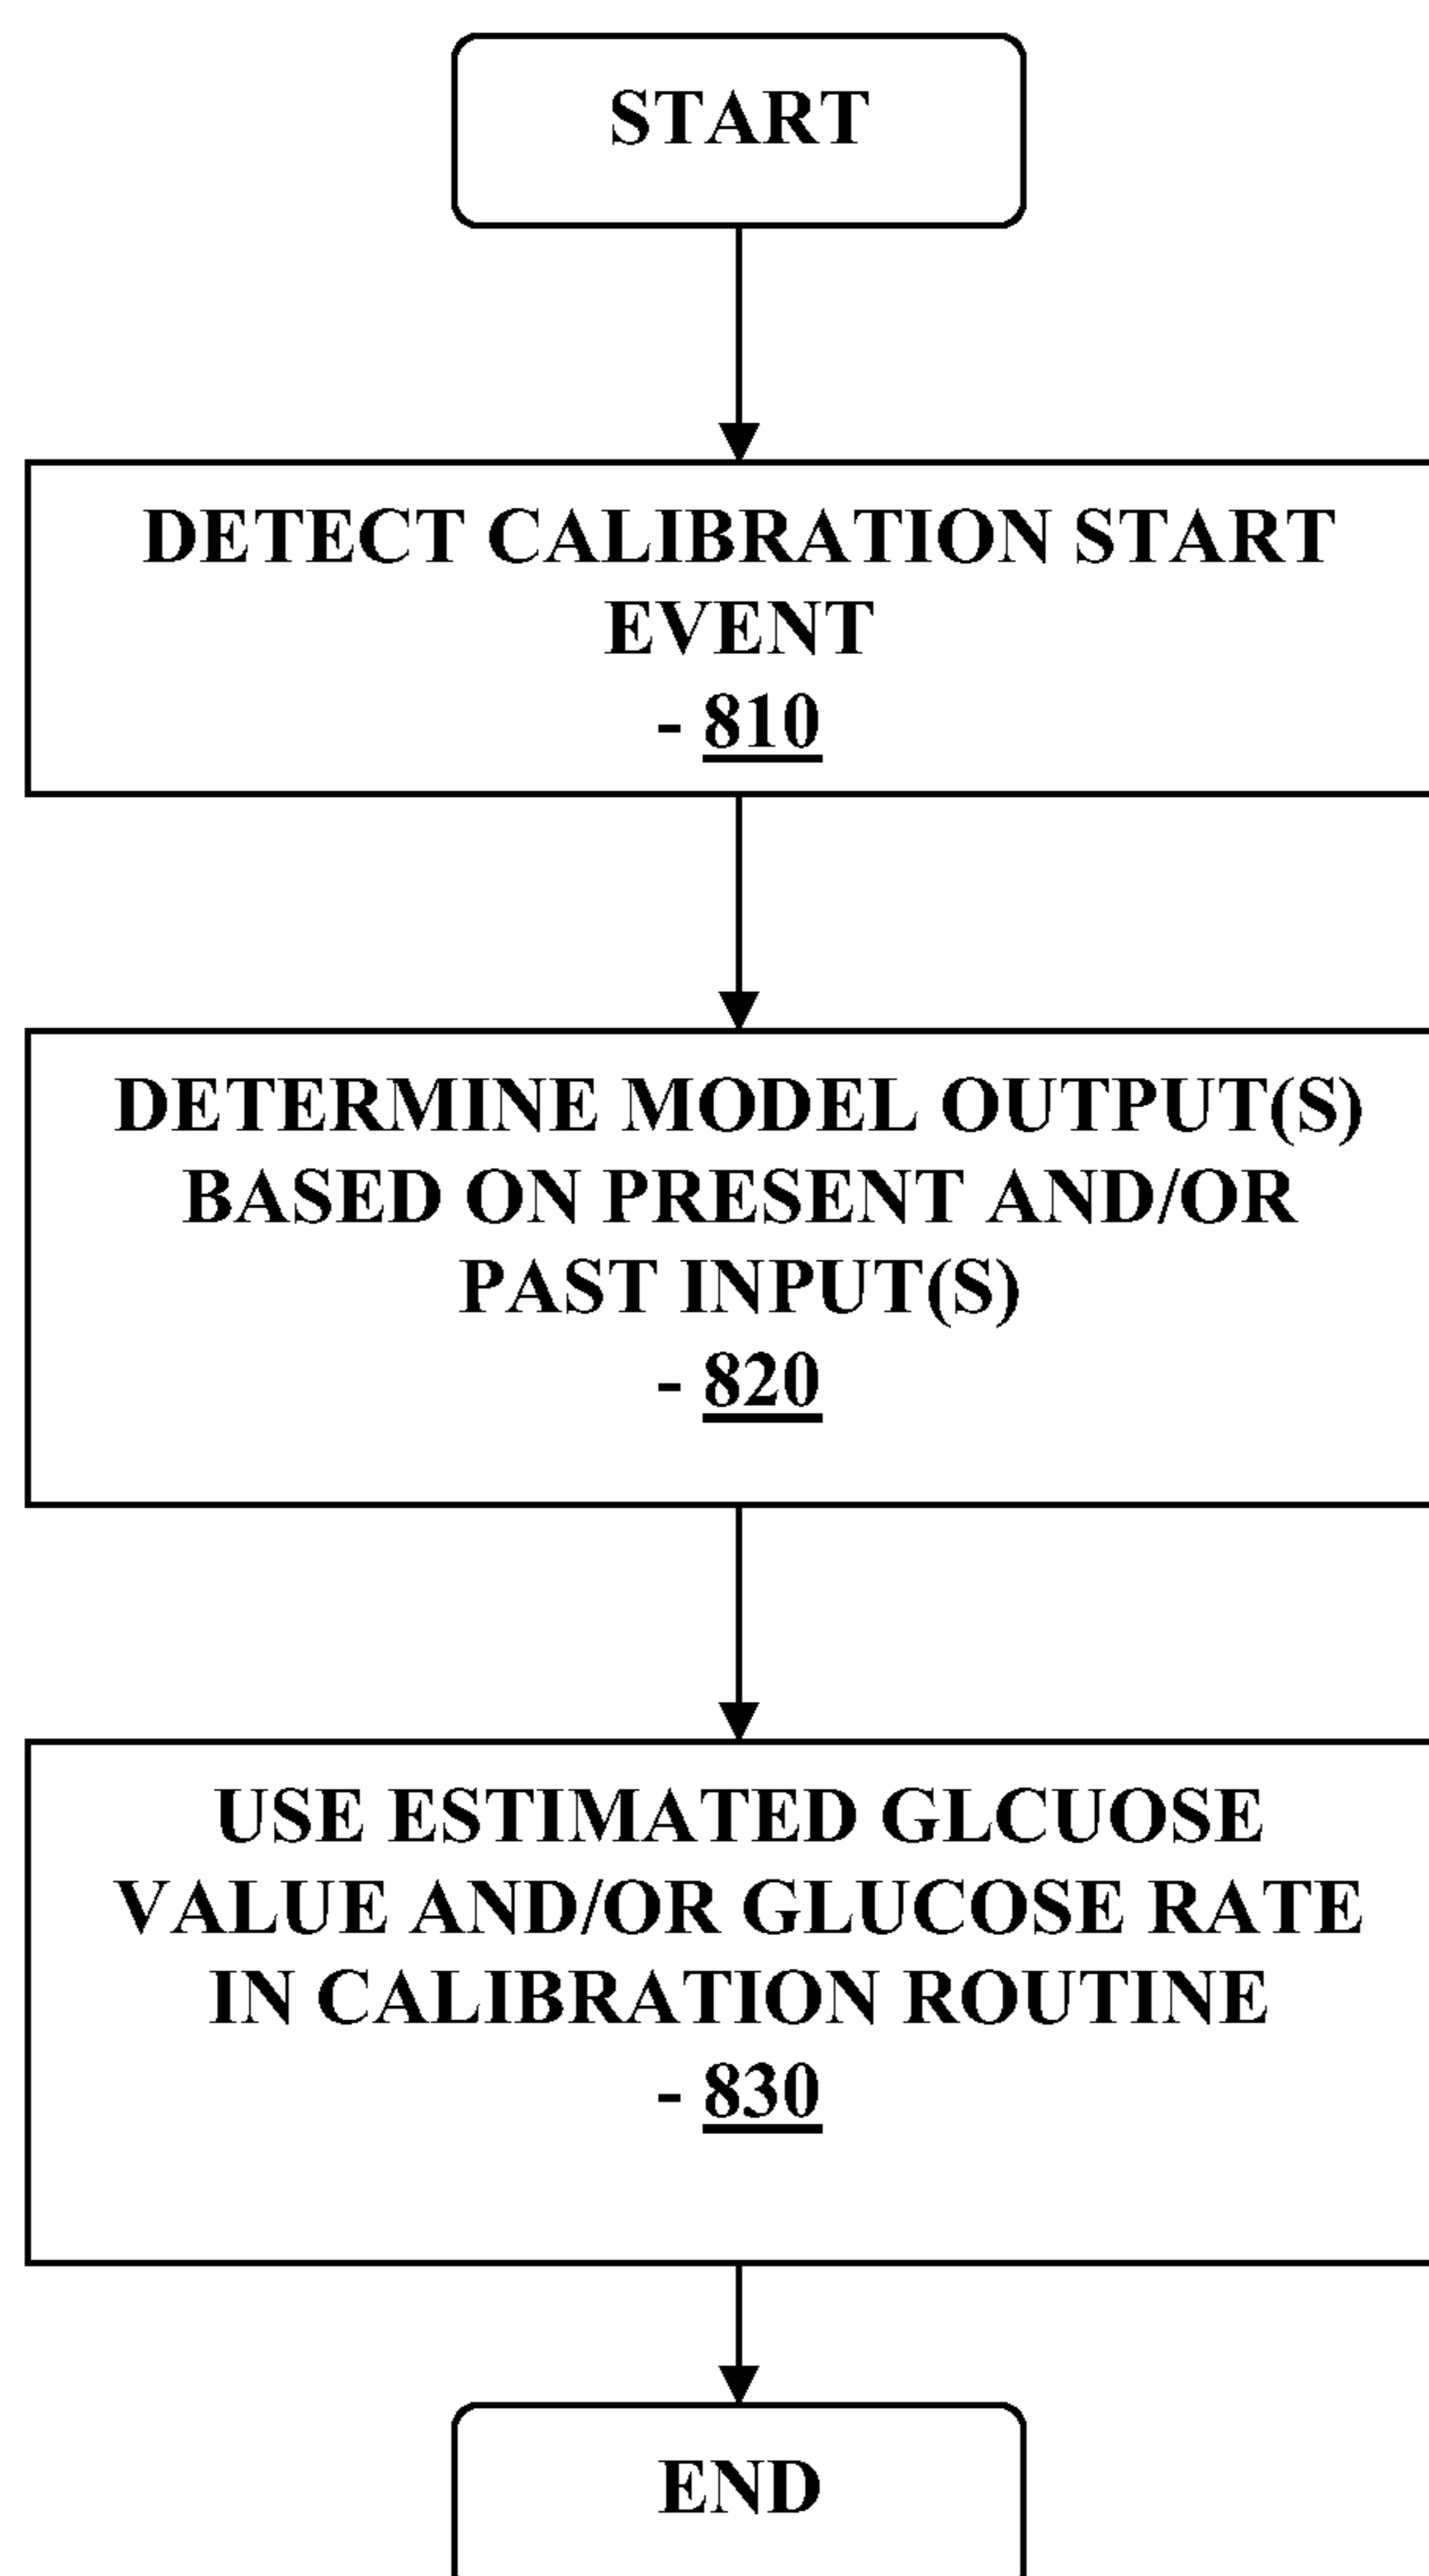 START
DETECT CALIBRATION START
EVENT
- 810
DETERMINE MODEL OUTPUT(S)
BASED ON PRESENT AND/OR
PAST INPUT(S)
- 820
USE ESTIMATED GLCUOSE
VALUE AND/OR GLUCOSE RATE
IN CALIBRATION ROUTINE
- 830
END